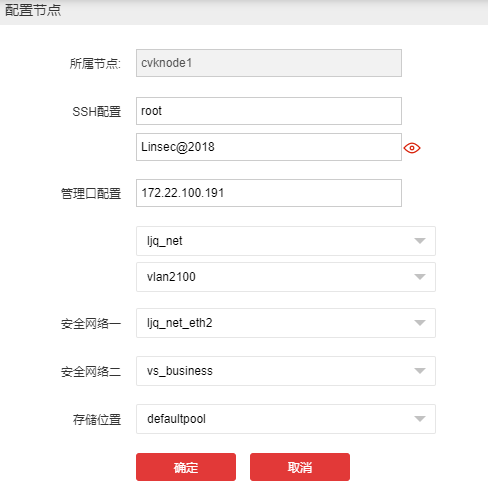 配置节点
所属节点: cvknode1
SSH配置 root
Linsec@2018
管理口配置 172.22.100.191
ljq_net
vlan2100
安全网络一 ljq_net_eth2
安全网络二 vs_business
存储位置 defaultpool
确定 取消